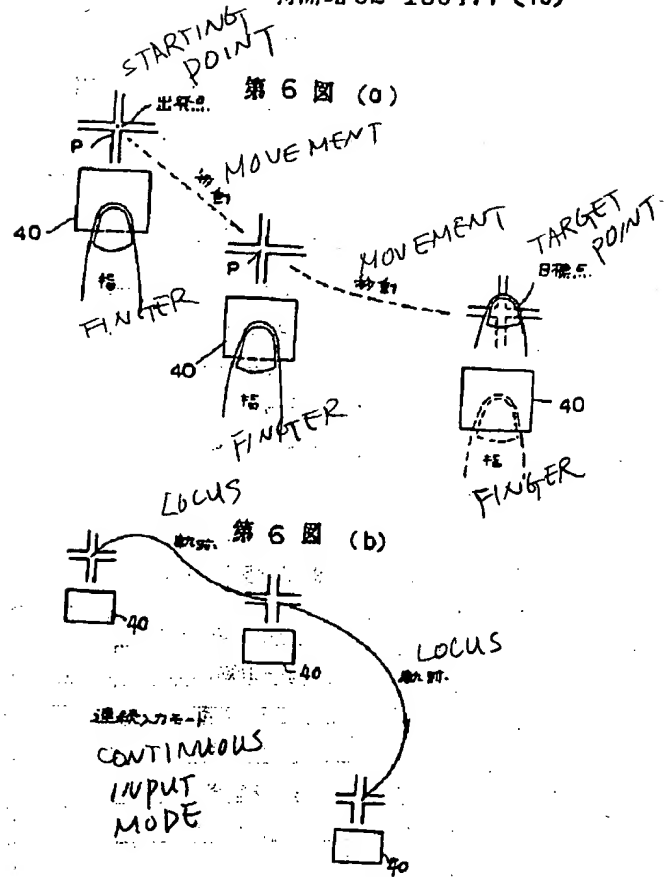 STARTING
POINT
出発点
第 6 図 (a)
P
移動
MOVEMENT
40
指
FINGER
P
MOVEMENT
移動
TARGET
POINT
目標点
40
指
FINGER
40
指
FINGER
LOCUS
軌跡
第 6 図 (b)
40
40
LOCUS
軌跡
連続入力モード
CONTINUOUS
INPUT
MODE
40